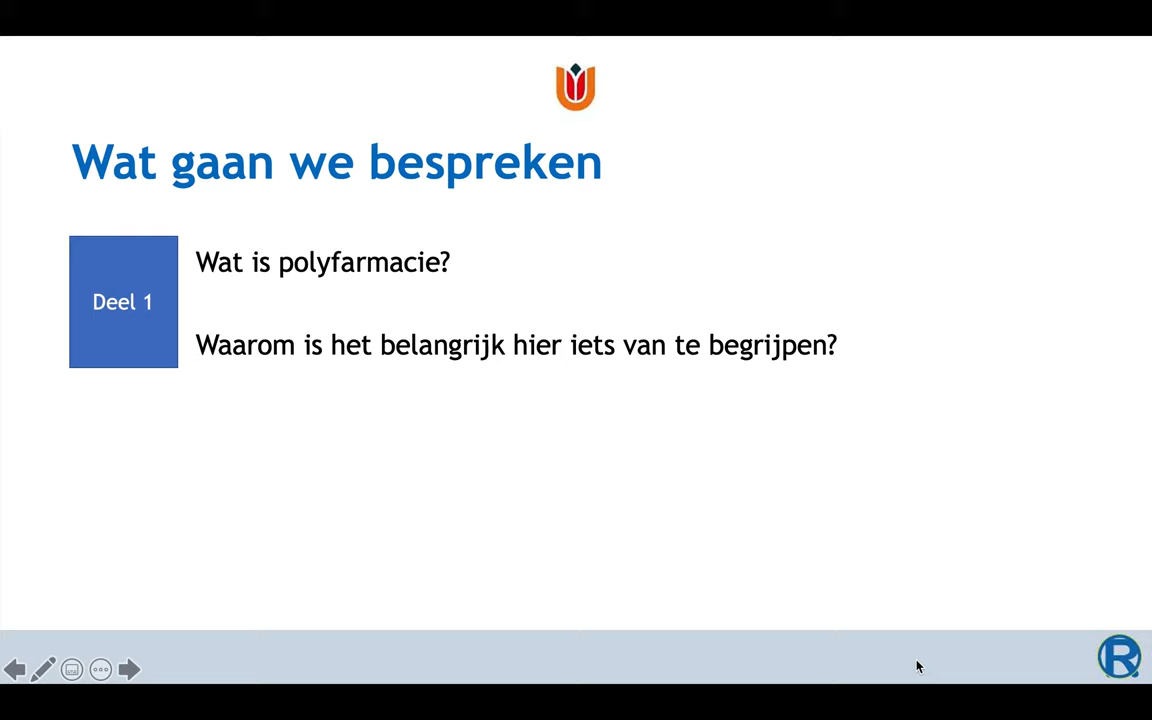 Wat gaan we bespreken
Deel 1
Wat is polyfarmacie?
Waarom is het belangrijk hier iets van te begrijpen?
R